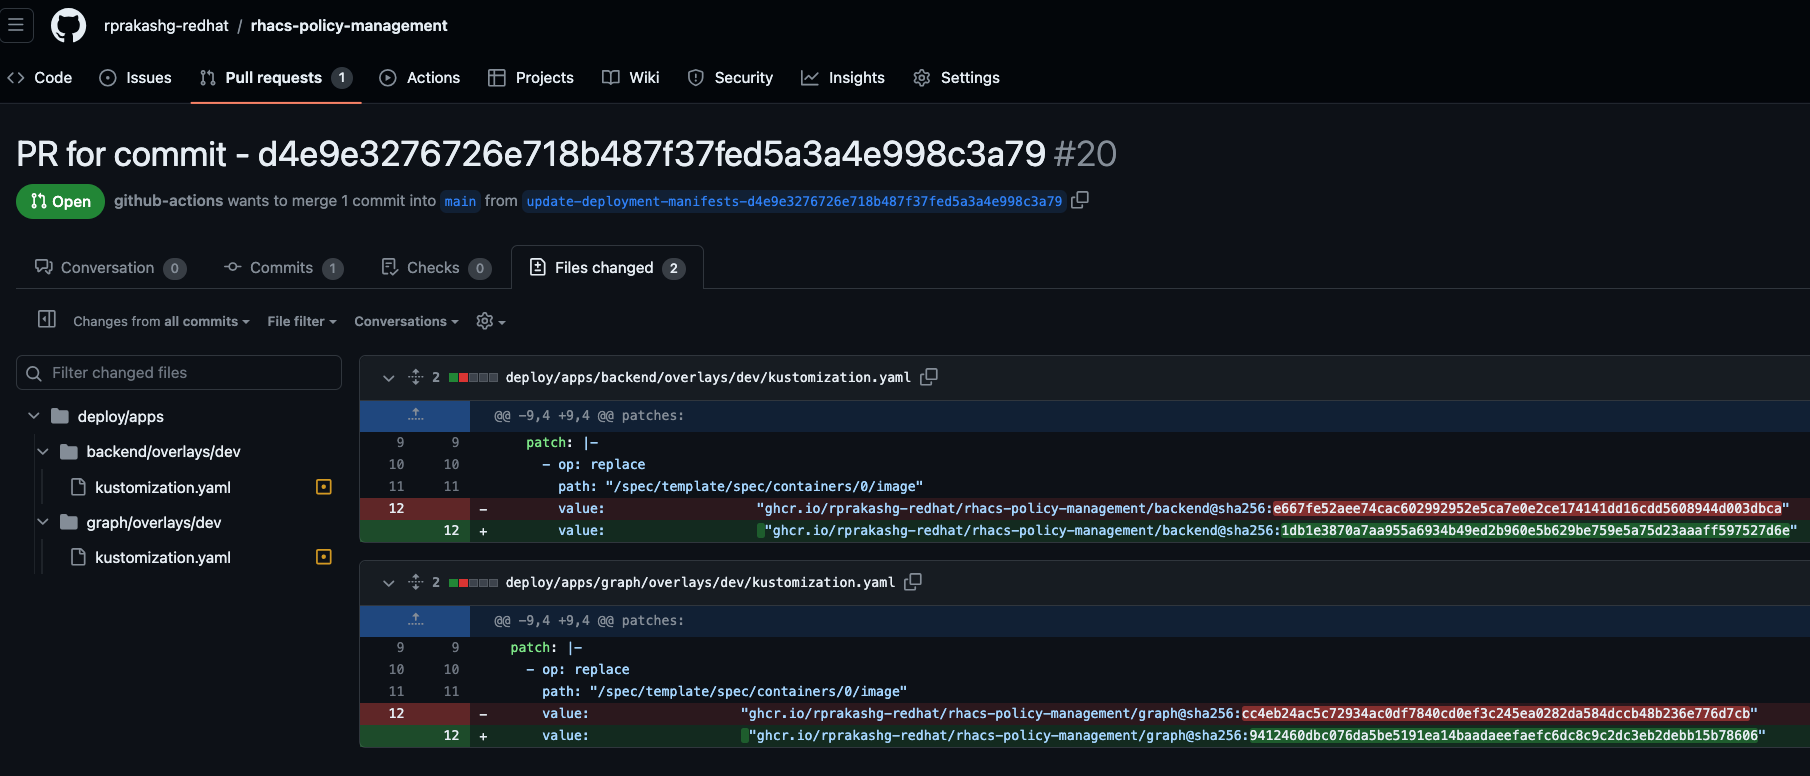 rprakashg-redhat / rhacs-policy-management
Code Issues Pull requests 1 Actions Projects Wiki Security Insights Settings
PR for commit - d4e9e3276726e718b487f37fed5a3a4e998c3a79 #20
Open github-actions wants to merge 1 commit into main from update-deployment-manifests-d4e9e3276726e718b487f37fed5a3a4e998c3a79
Conversation 0 Commits 1 Checks 0 Files changed 2
Changes from all commits File filter Conversations
Filter changed files
deploy/apps
backend/overlays/dev
kustomization.yaml
graph/overlays/dev
kustomization.yaml
2 deploy/apps/backend/overlays/dev/kustomization.yaml
@@ -9,4 +9,4 @@ patches:
9 9 patch: |-
10 10 - op: replace
11 11 path: "/spec/template/spec/containers/0/image"
12 - value: "ghcr.io/rprakashg-redhat/rhacs-policy-management/backend@sha256:e667fe52aee74cac602992952e5ca7e0e2ce174141dd16cdd5608944d003dbca"
12 + value: "ghcr.io/rprakashg-redhat/rhacs-policy-management/backend@sha256:1db1e3870a7aa955a6934b49ed2b960e5b629be759e5a75d23aaaff597527d6e"
2 deploy/apps/graph/overlays/dev/kustomization.yaml
@@ -9,4 +9,4 @@ patches:
9 9 patch: |-
10 10 - op: replace
11 11 path: "/spec/template/spec/containers/0/image"
12 - value: "ghcr.io/rprakashg-redhat/rhacs-policy-management/graph@sha256:cc4eb24ac5c72934ac0df7840cd0ef3c245ea0282da584dccb48b236e776d7cb"
12 + value: "ghcr.io/rprakashg-redhat/rhacs-policy-management/graph@sha256:9412460dbc076da5be5191ea14baadaeefaefc6dc8c9c2dc3eb2debb15b78606"